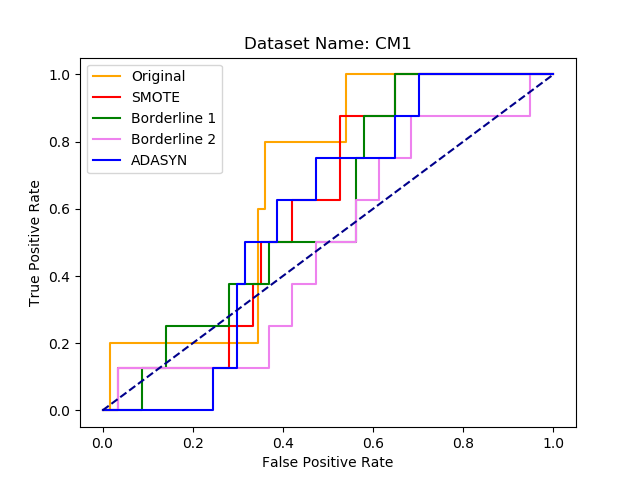 Dataset Name: CM1
Original
SMOTE
Borderline 1
Borderline 2
ADASYN
1.0
0.8
0.6
0.4
0.2
0.0
True Positive Rate
0.0 0.2 0.4 0.6 0.8 1.0
False Positive Rate